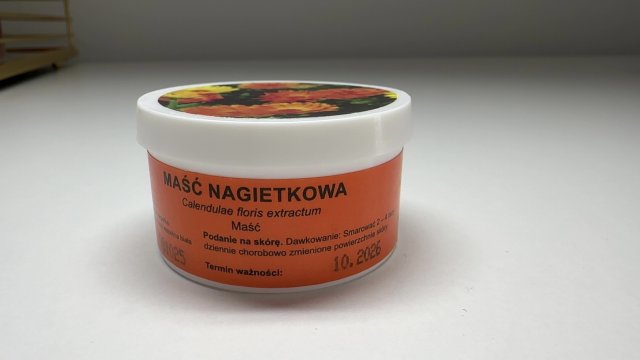 MAŚĆ NAGIETKOWA
Calendulae floris extractum
Maść
Podanie na skórę. Dawkowanie: Smarować 2 – 4
dziennie chorobowo zmienione powierzchnie skóry
biała
Termin ważności:
10.2026